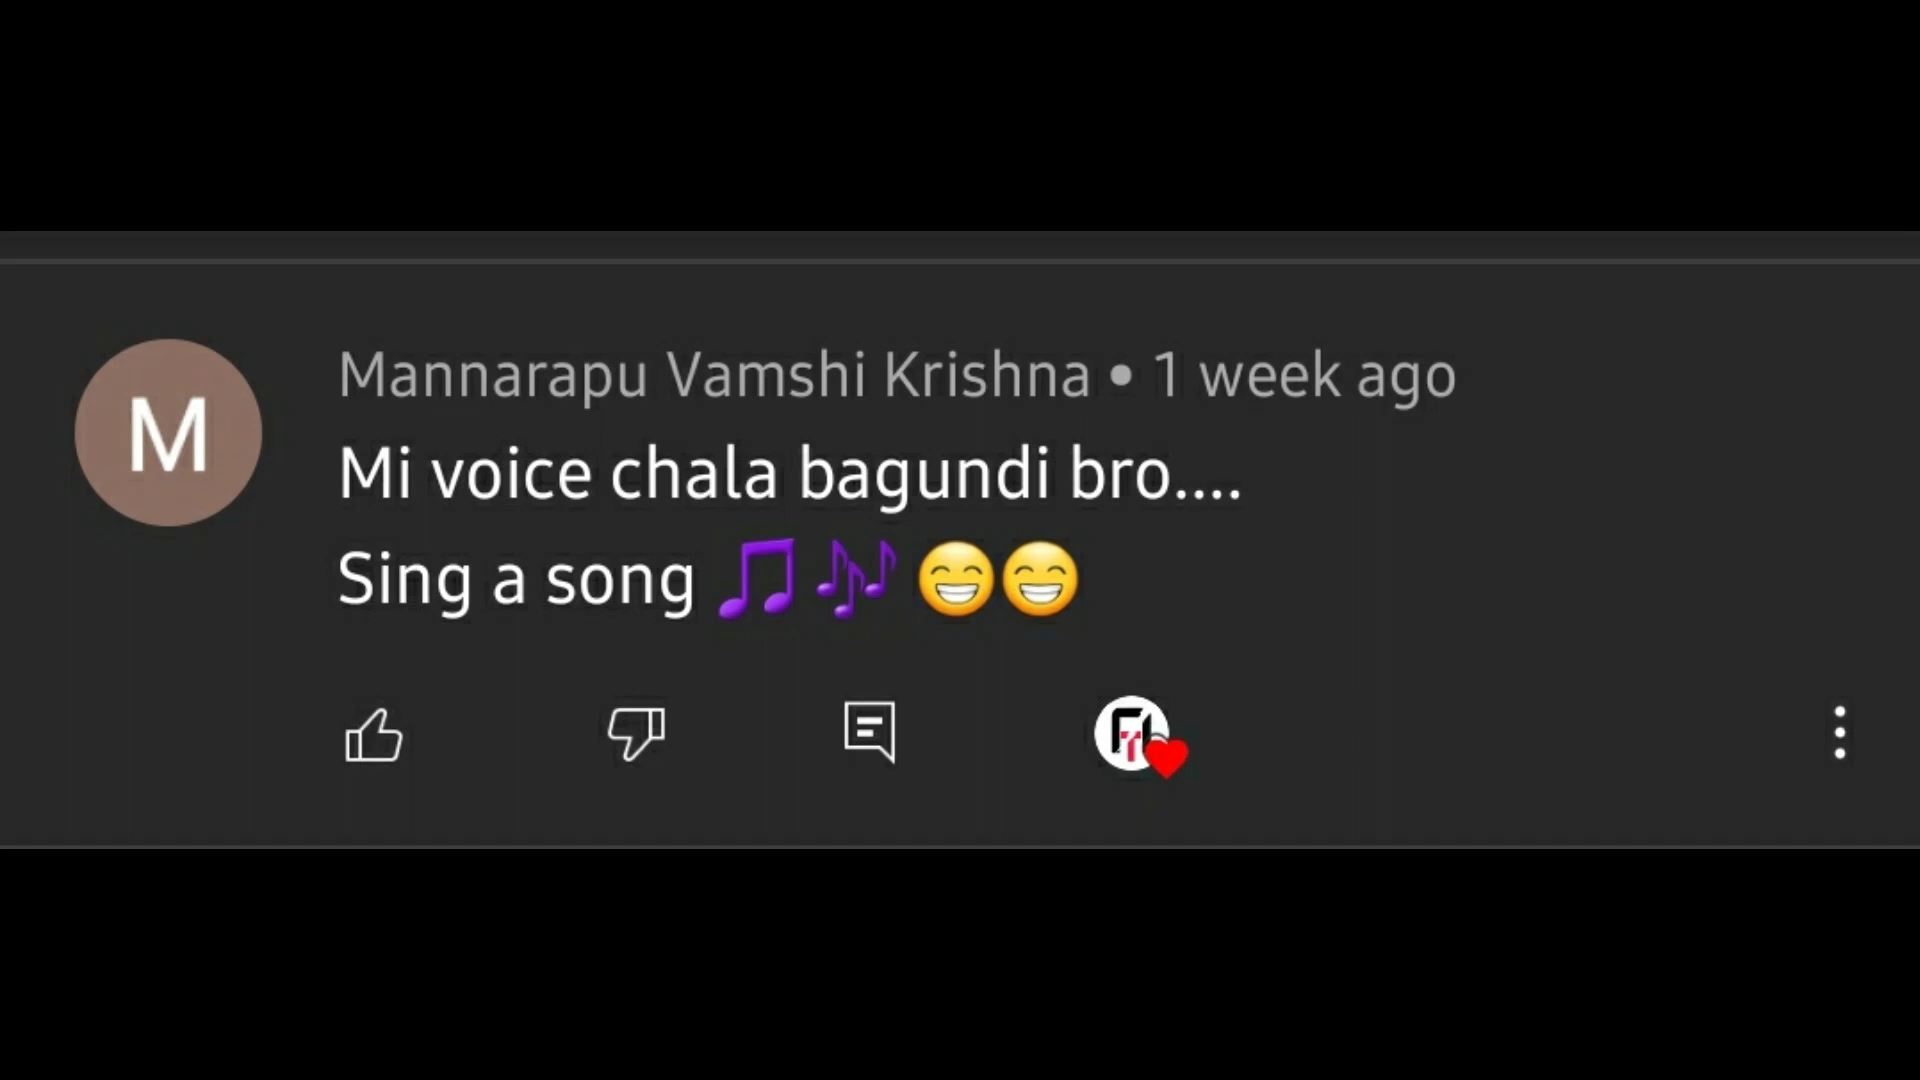 M
Mannarapu Vamshi Krishna • 1 week ago
Mi voice chala bagundi bro....
Sing a song 🎵🎶😁😁